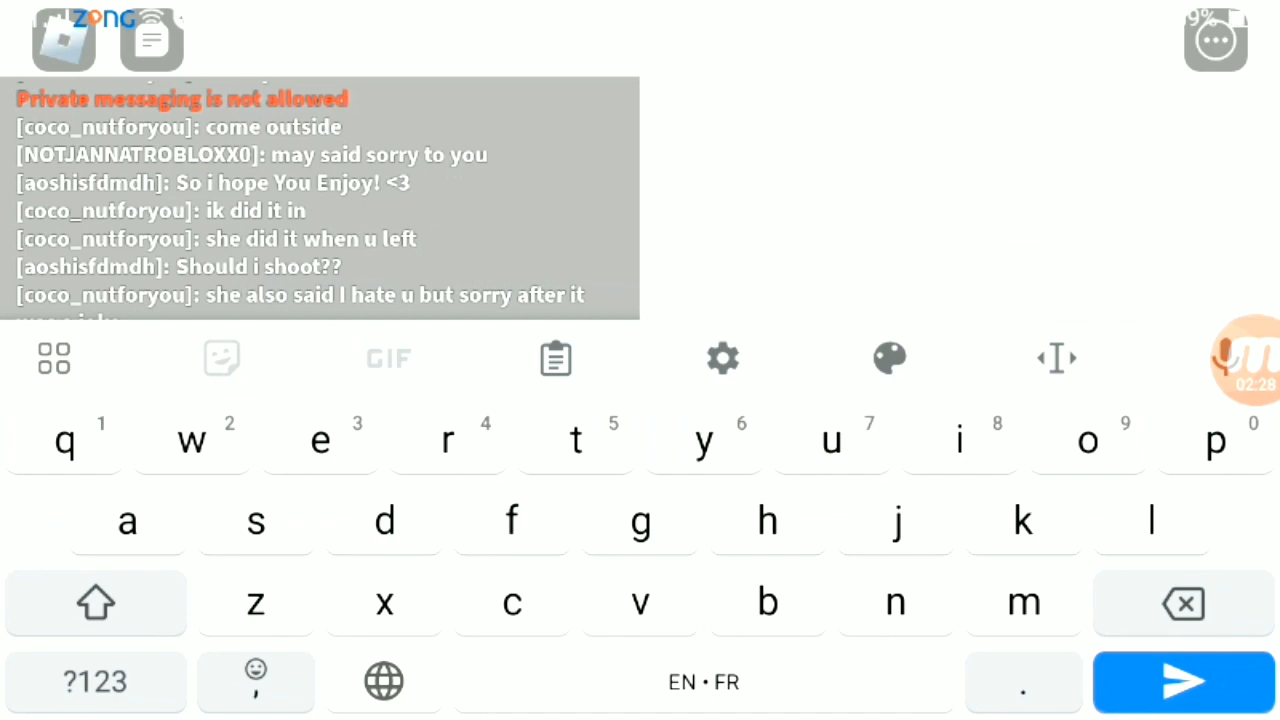 zong
9%
Private messaging is not allowed
[coco_nutforyou]: come outside
[NOTJANNATROBLOXX0]: may said sorry to you
[aoshisfdmdh]: So i hope You Enjoy! <3
[coco_nutforyou]: ik did it in
[coco_nutforyou]: she did it when u left
[aoshisfdmdh]: Should i shoot??
[coco_nutforyou]: she also said I hate u but sorry after it
GIF
02:28
q 1 w 2 e 3 r 4 t 5 y 6 u 7 i 8 o 9 p 0
a s d f g h j k l
z x c v b n m
?123 , EN • FR .